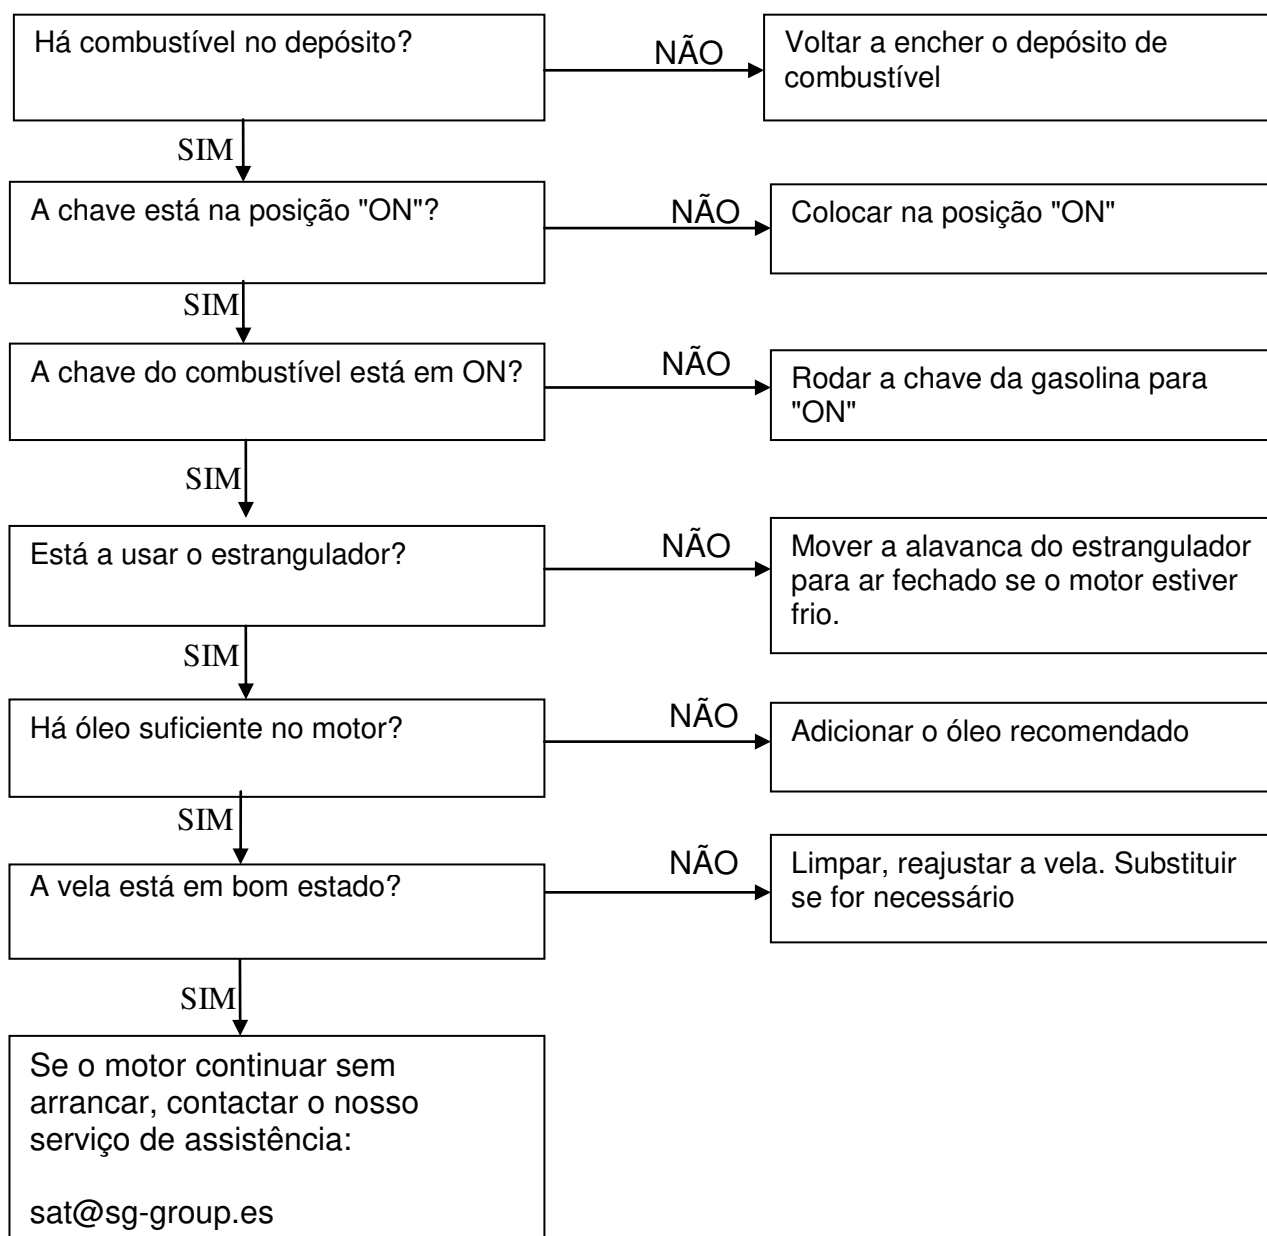 Há combustível no depósito?
NÃO
Voltar a encher o depósito de
combustível
SIM
A chave está na posição "ON"?
NÃO
Colocar na posição "ON"
SIM
A chave do combustível está em ON?
NÃO
Rodar a chave da gasolina para
"ON"
SIM
Está a usar o estrangulador?
NÃO
Mover a alavanca do estrangulador
para ar fechado se o motor estiver
frio.
SIM
Há óleo suficiente no motor?
NÃO
Adicionar o óleo recomendado
SIM
A vela está em bom estado?
NÃO
Limpar, reajustar a vela. Substituir
se for necessário
SIM
Se o motor continuar sem
arrancar, contactar o nosso
serviço de assistência:
sat@sg-group.es